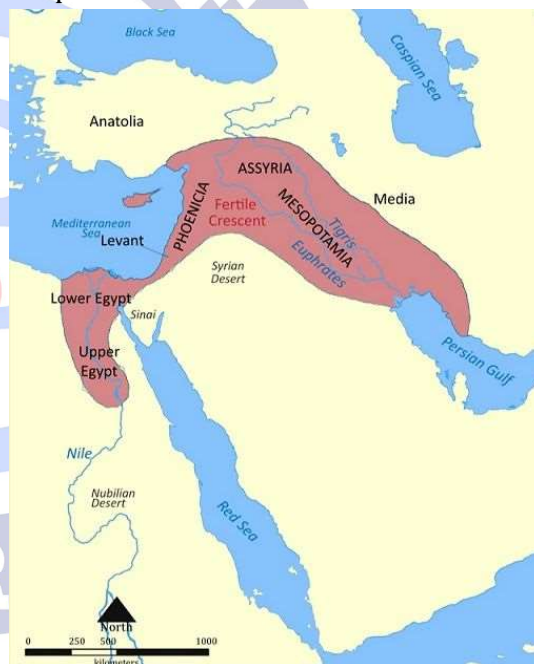 Black Sea
Caspian Sea
Anatolia
ASSYRIA
Media
PHOENICIA
Fertile
Crescent
MESOPOTAMIA
Tigris
Mediterranean
Sea
Levant
Euphrates
Syrian
Desert
Lower Egypt
Sinai
Persian Gulf
Upper
Egypt
Nile
Nubilian
Desert
Red Sea
North
0 250 500 1000
kilometers